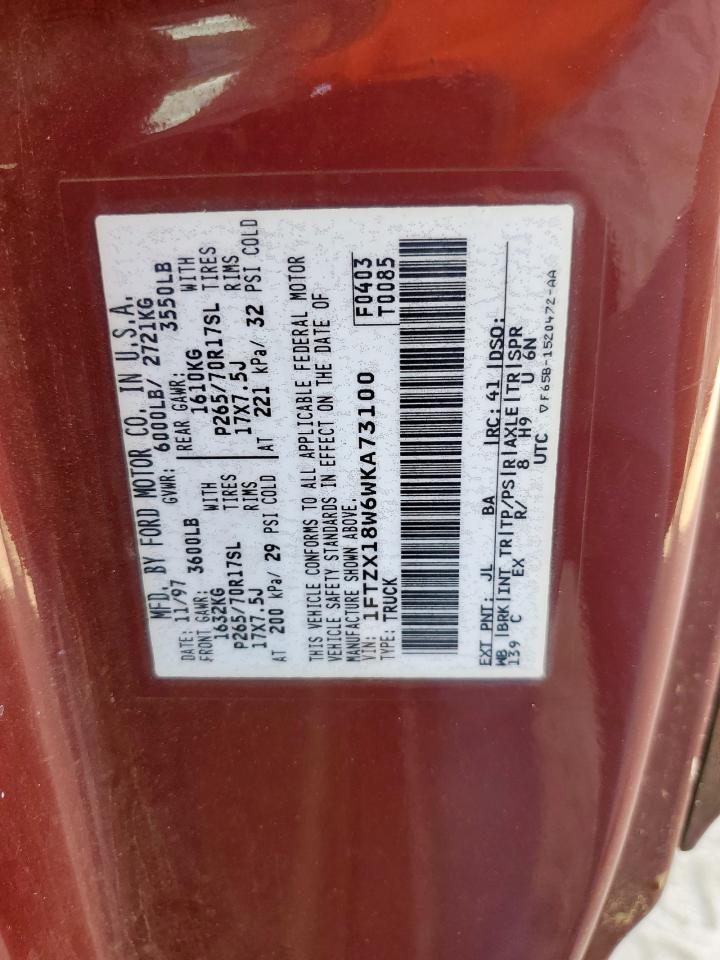 MFD. BY FORD MOTOR CO. IN U.S.A.
DATE: 11/97 GVWR: 6000LB/ 2721KG
FRONT GAWR: 3600LB REAR GAWR: 3550LB
1632KG WITH 1610KG WITH
P265/70R17SL TIRES P265/70R17SL TIRES
17X7.5J RIMS 17X7.5J RIMS
AT 200 kPa/ 29 PSI COLD AT 221 kPa/ 32 PSI COLD
THIS VEHICLE CONFORMS TO ALL APPLICABLE FEDERAL MOTOR
VEHICLE SAFETY STANDARDS IN EFFECT ON THE DATE OF
MANUFACTURE SHOWN ABOVE.
VIN: 1FTZX18W6WKA73100
TYPE: TRUCK
F0403
T0085
EXT PNT: JL BA RC: 41 DSO:
WB BRK INT TR TP/PS R AXLE TR SPR
139 C EX R/ 8 H9 U 6N
UTC
▽F65B-1520472-AA